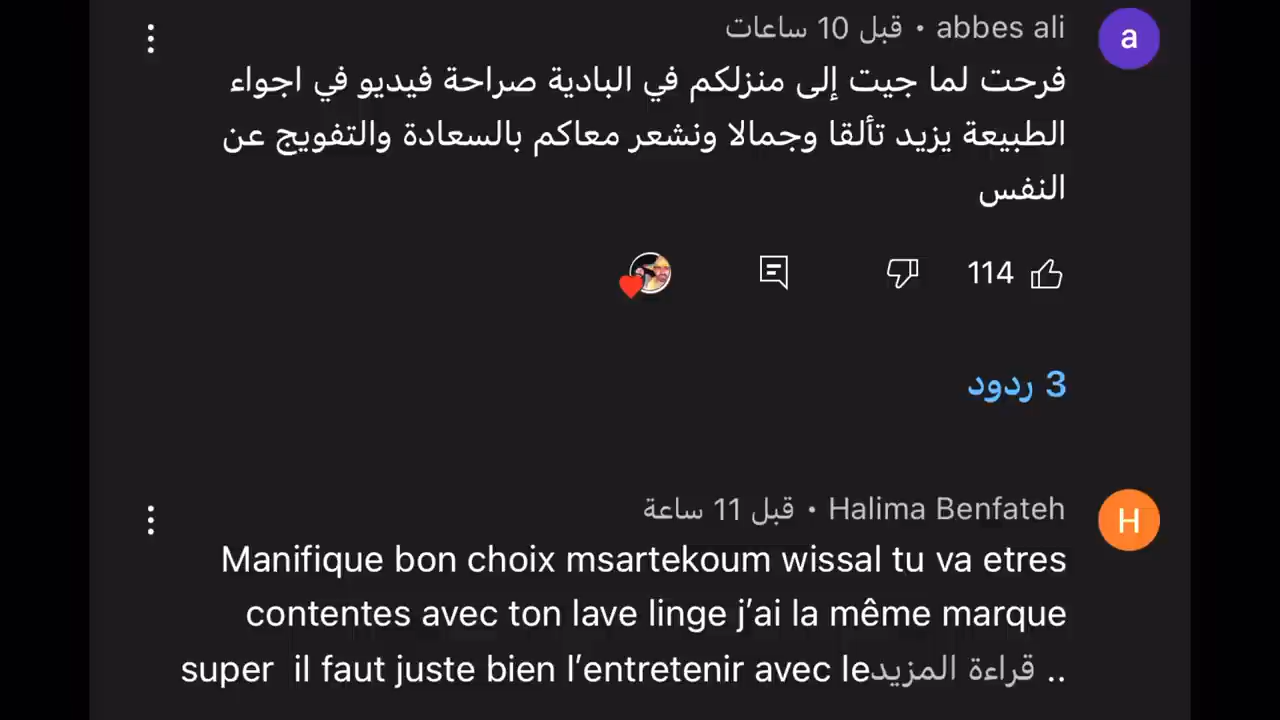 abbes ali • قبل 10 ساعات
a
فرحت لما جيت إلى منزلكم في البادية صراحة فيديو في اجواء
الطبيعة يزيد تألقا وجمالا ونشعر معاكم بالسعادة والتفويج عن
النفس
114
3 ردود
Halima Benfateh • قبل 11 ساعة
H
Manifique bon choix msartekoum wissal tu va etres
contentes avec ton lave linge j’ai la même marque
super il faut juste bien l’entretenir avec le.. قراءة المزيد